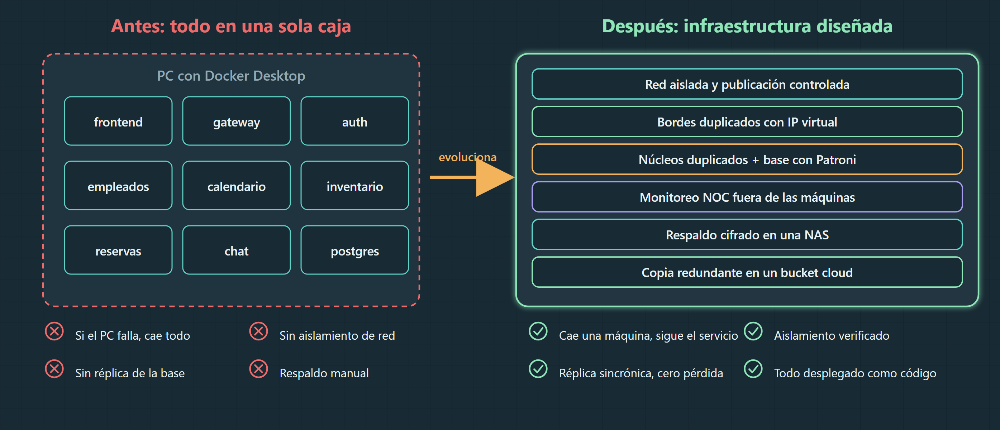 Antes: todo en una sola caja
PC con Docker Desktop
frontend
gateway
auth
empleados
calendario
inventario
reservas
chat
postgres
Si el PC falla, cae todo
Sin aislamiento de red
Sin réplica de la base
Respaldo manual
evoluciona
Después: infraestructura diseñada
Red aislada y publicación controlada
Bordes duplicados con IP virtual
Núcleos duplicados + base con Patroni
Monitoreo NOC fuera de las máquinas
Respaldo cifrado en una NAS
Copia redundante en un bucket cloud
Cae una máquina, sigue el servicio
Aislamiento verificado
Réplica sincrónica, cero pérdida
Todo desplegado como código